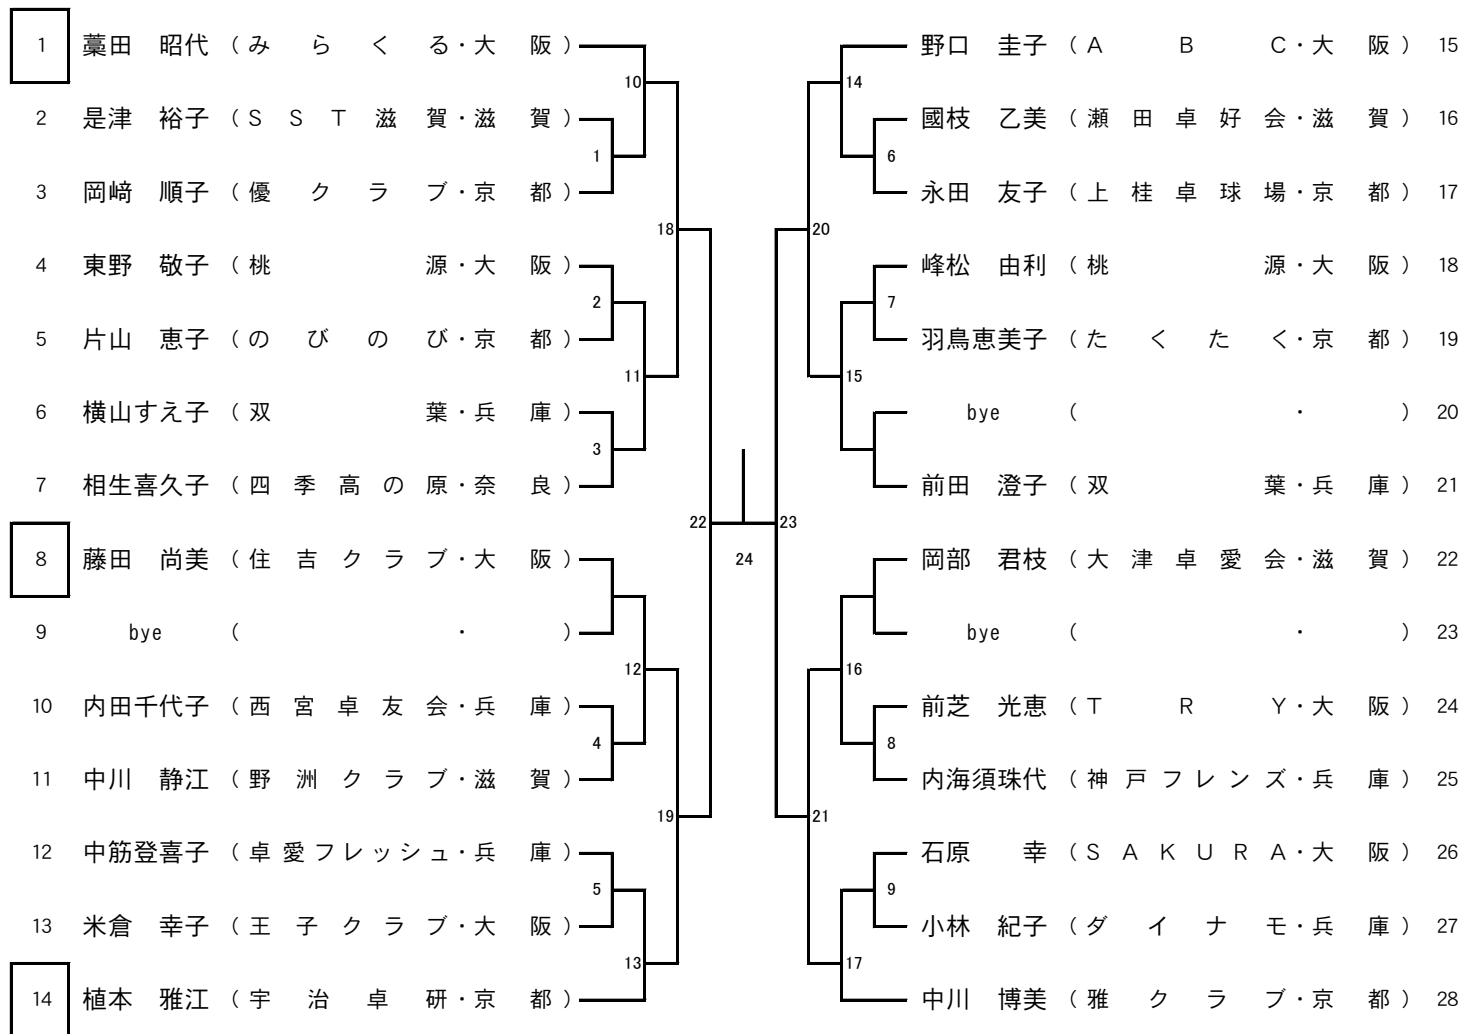 1 藁田 昭代 (みらくる・大阪)
2 是津 裕子 (SST滋賀・滋賀)
3 岡﨑 順子 (優クラブ・京都)
4 東野 敬子 (桃源・大阪)
5 片山 恵子 (のびのび・京都)
6 横山すえ子 (双葉・兵庫)
7 相生喜久子 (四季高の原・奈良)
8 藤田 尚美 (住吉クラブ・大阪)
9 bye ( ・ )
10 内田千代子 (西宮卓友会・兵庫)
11 中川 静江 (野洲クラブ・滋賀)
12 中筋登喜子 (卓愛フレッシュ・兵庫)
13 米倉 幸子 (王子クラブ・大阪)
14 植本 雅江 (宇治卓研・京都)
10
1
18
2
11
3
22
12
4
19
5
13
24
14
6
20
7
15
23
16
8
21
9
17
野口 圭子 (ABC・大阪) 15
國枝 乙美 (瀬田卓好会・滋賀) 16
永田 友子 (上桂卓球場・京都) 17
峰松 由利 (桃源・大阪) 18
羽鳥恵美子 (たくたく・京都) 19
bye ( ・ ) 20
前田 澄子 (双葉・兵庫) 21
岡部 君枝 (大津卓愛会・滋賀) 22
bye ( ・ ) 23
前芝 光恵 (TRY・大阪) 24
内海須珠代 (神戸フレンズ・兵庫) 25
石原 幸 (SAKURA・大阪) 26
小林 紀子 (ダイナモ・兵庫) 27
中川 博美 (雅クラブ・京都) 28